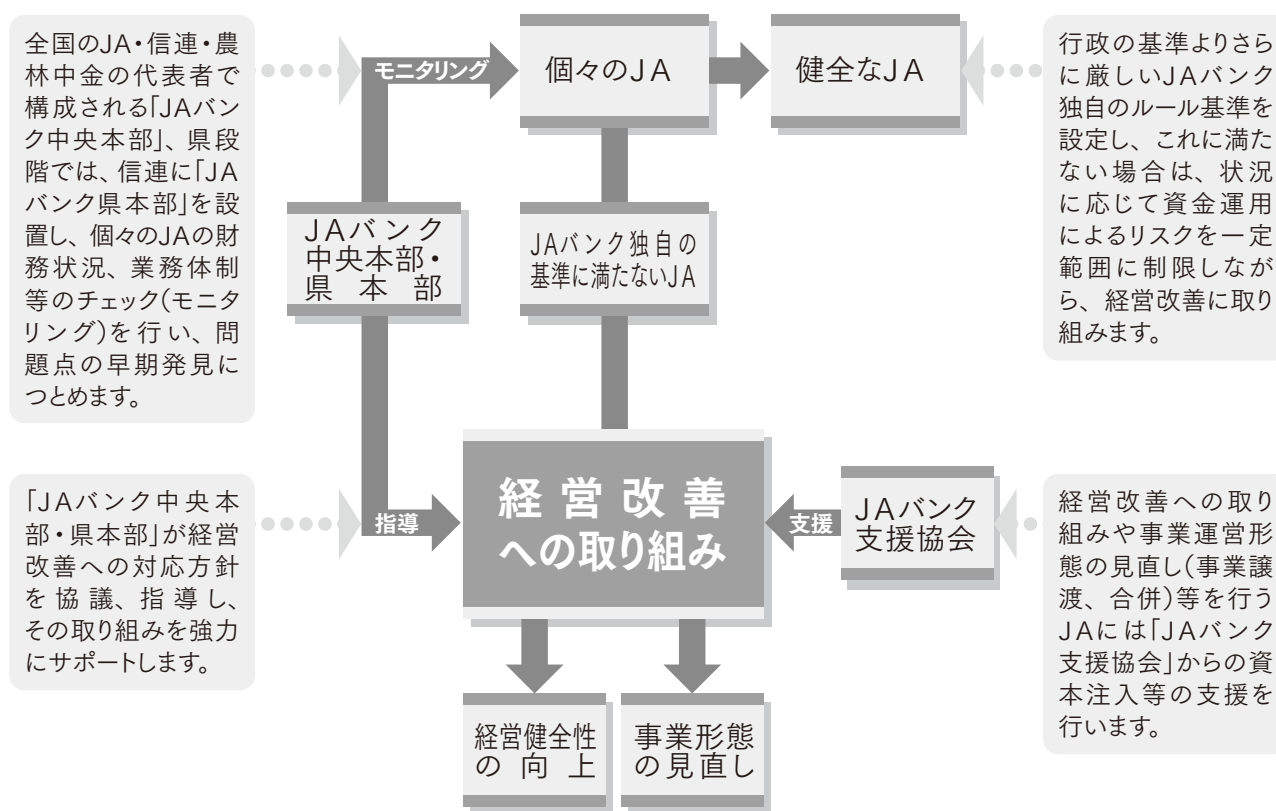 全国のJA・信連・農
林中金の代表者で
構成される「JAバン
ク中央本部」、県段
階では、信連に「JA
バンク県本部」を設
置し、個々のJAの財
務状況、業務体制
等のチェック(モニタ
リング)を行い、問
題点の早期発見に
つとめます。
モニタリング
個々のJA
健全なJA
行政の基準よりさら
に厳しいJAバンク
独自のルール基準を
設定し、これに満た
ない場合は、状況
に応じて資金運用
によるリスクを一定
範囲に制限しなが
ら、経営改善に取り
組みます。
JAバンク
中央本部・
県本部
JAバンク独自の
基準に満たないJA
「JAバンク中央本
部・県本部」が経営
改善への対応方針
を協議、指導し、
その取り組みを強力
にサポートします。
指導
経営改善
への取り組み
支援
JAバンク
支援協会
経営改善への取り
組みや事業運営形
態の見直し(事業譲
渡、合併)等を行う
JAには「JAバンク
支援協会」からの資
本注入等の支援を
行います。
経営健全性
の向上
事業形態
の見直し